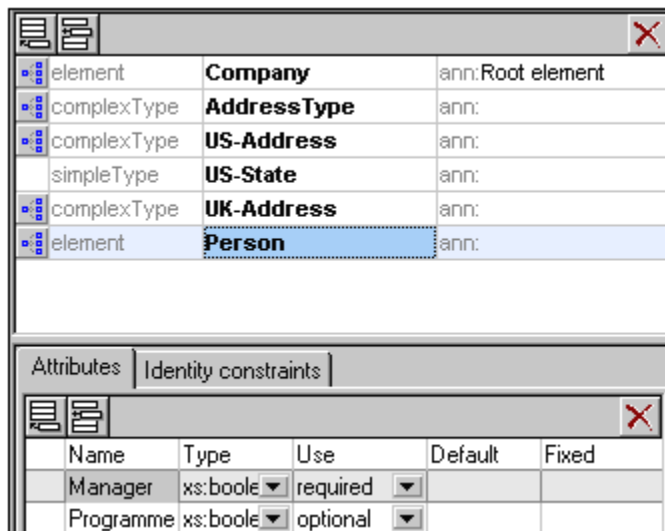 element Company ann:Root element
complexType AddressType ann:
complexType US-Address ann:
simpleType US-State ann:
complexType UK-Address ann:
element Person ann:
Attributes Identity constraints
Name Type Use Default Fixed
Manager xs:boole required
Programme xs:boole optional